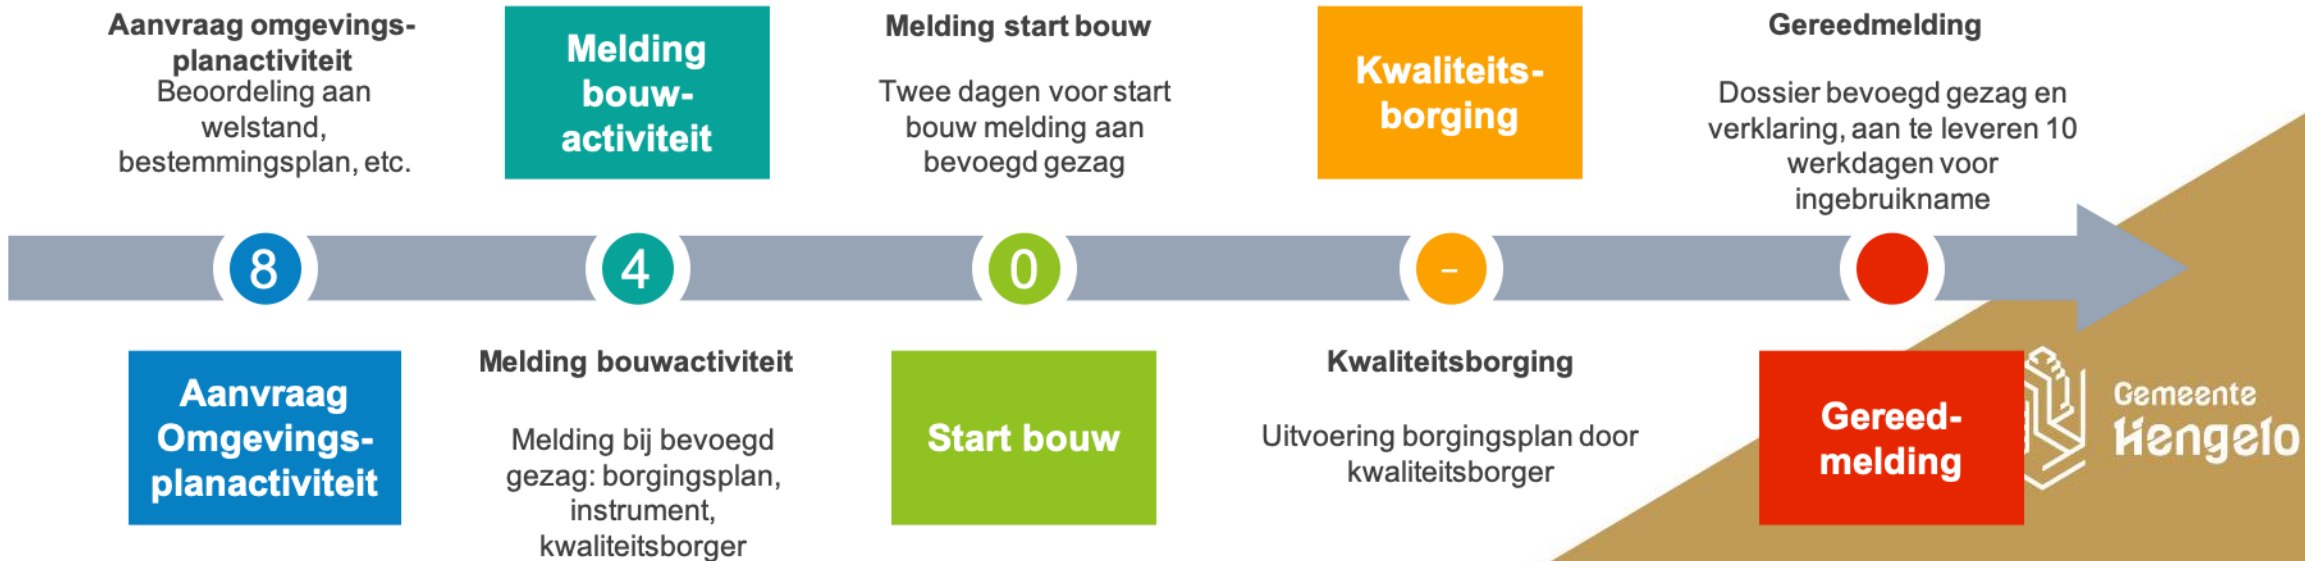 Aanvraag omgevings-
planactiviteit
Beoordeling aan
welstand,
bestemmingsplan, etc.
Melding
bouw-
activiteit
Melding start bouw
Twee dagen voor start
bouw melding aan
bevoegd gezag
Kwaliteits-
borging
Gereedmelding
Dossier bevoegd gezag en
verklaring, aan te leveren 10
werkdagen voor
ingebruikname
8
4
0
-
Aanvraag
Omgevings-
planactiviteit
Melding bouwactiviteit
Melding bij bevoegd
gezag: borgingsplan,
instrument,
kwaliteitsborger
Start bouw
Kwaliteitsborging
Uitvoering borgingsplan door
kwaliteitsborger
Gereed-
melding
Gemeente
Hengelo